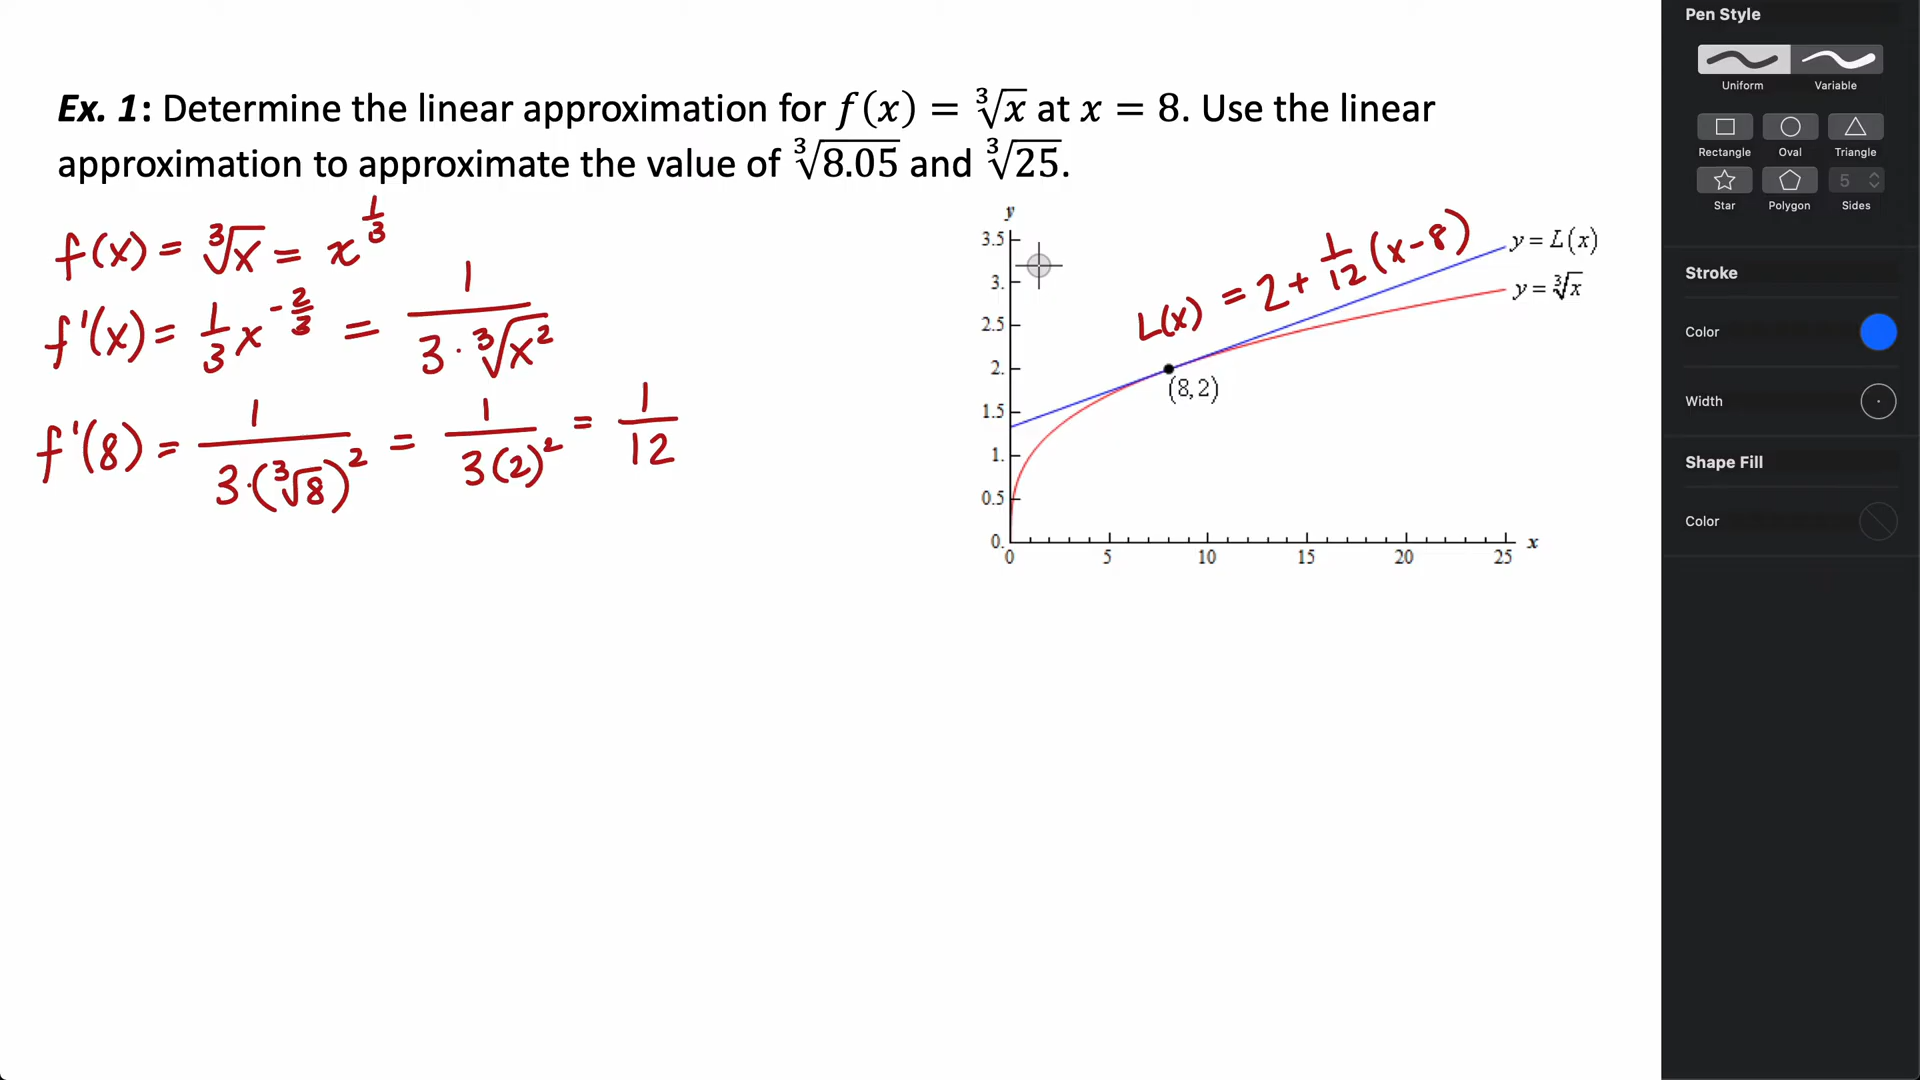 Ex. 1: Determine the linear approximation for f(x) = ∛x at x = 8. Use the linear
approximation to approximate the value of ∛8.05 and ∛25.
f(x) = ∛x = x^(1/3)
f'(x) = 1/3 x^(-2/3) = 1/(3·∛x²)
f'(8) = 1/(3·(∛8)²) = 1/(3(2)²) = 1/12
y
3.5
3.
2.5
2.
1.5
1.
0.5
0.
0 5 10 15 20 25 x
L(x) = 2 + 1/12 (x-8)
y = L(x)
y = ∛x
(8, 2)
Pen Style
Uniform Variable
Rectangle Oval Triangle
5
Star Polygon Sides
Stroke
Color
Width
Shape Fill
Color